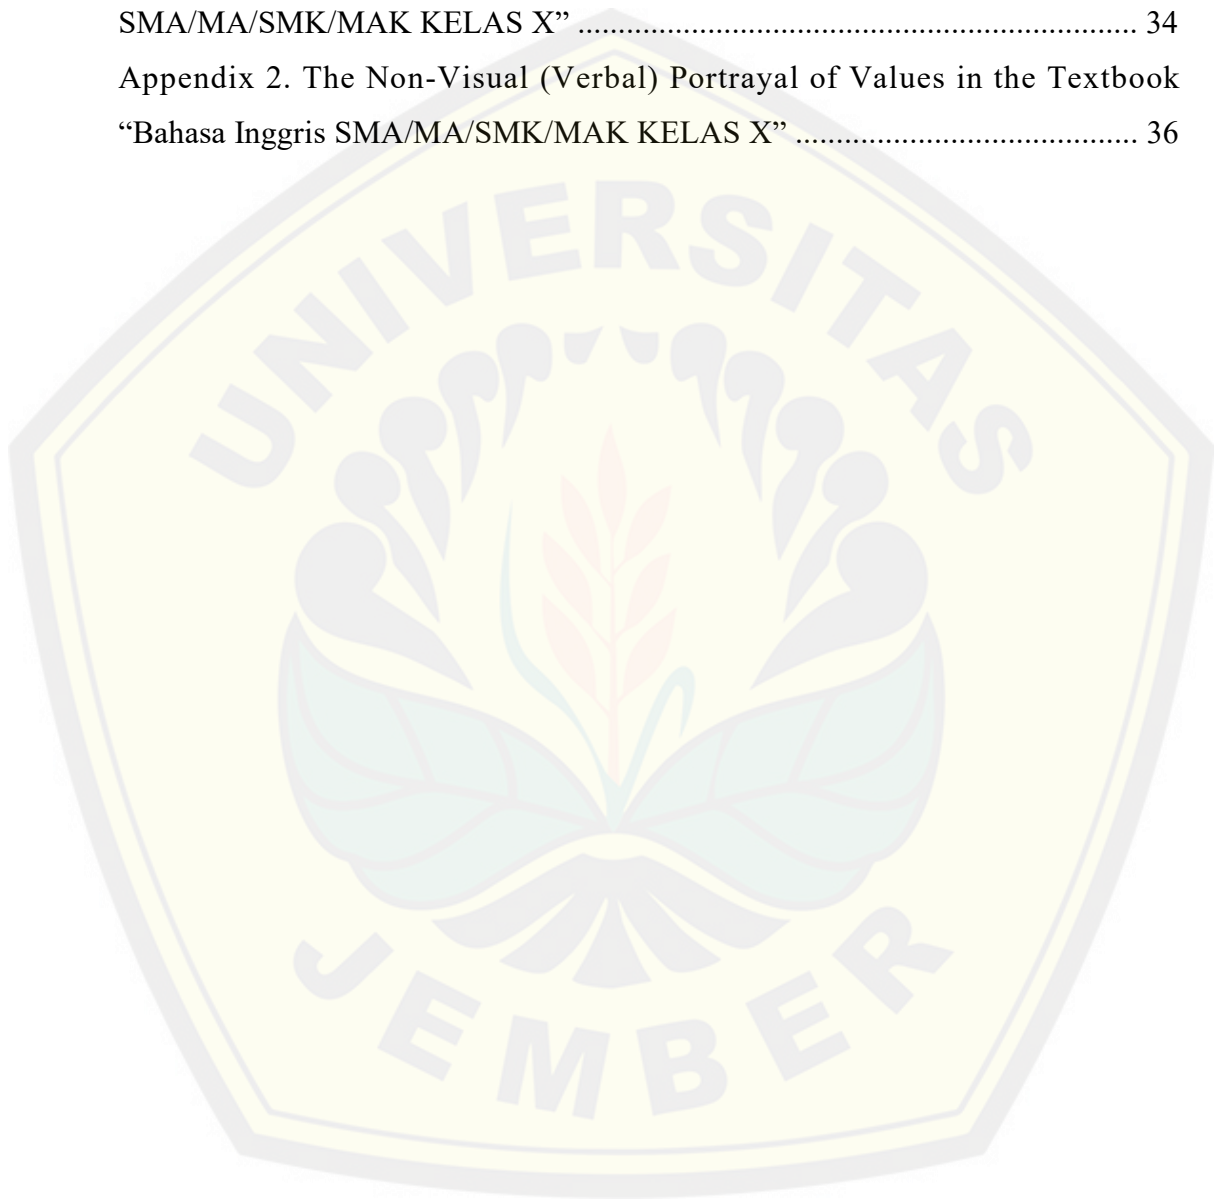 SMA/MA/SMK/MAK KELAS X” ...................................................................... 34
Appendix 2. The Non-Visual (Verbal) Portrayal of Values in the Textbook
“Bahasa Inggris SMA/MA/SMK/MAK KELAS X” .......................................... 36
UNIVERSITAS
JEMBER